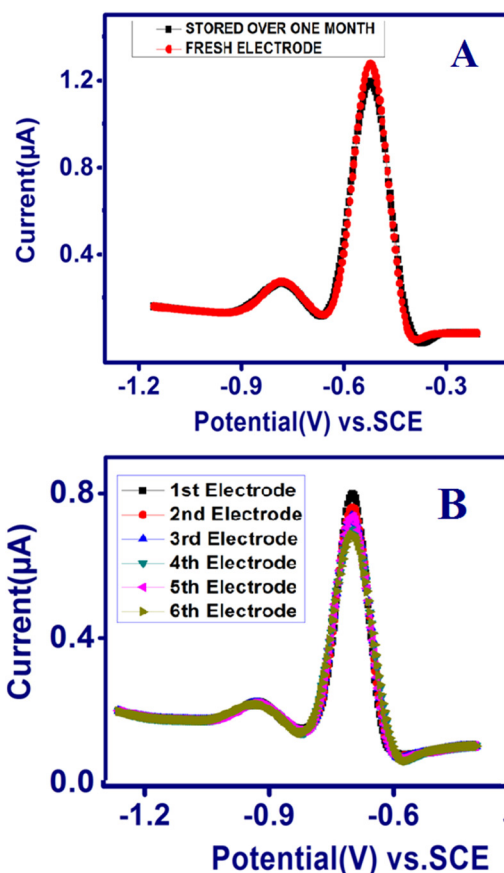 STORED OVER ONE MONTH
FRESH ELECTRODE
A
Current(µA)
1.2
0.8
0.4
-1.2
-0.9
-0.6
-0.3
Potential(V) vs.SCE
B
1st Electrode
2nd Electrode
3rd Electrode
4th Electrode
5th Electrode
6th Electrode
Current(µA)
0.8
0.4
0.0
-1.2
-0.9
-0.6
Potential(V) vs.SCE